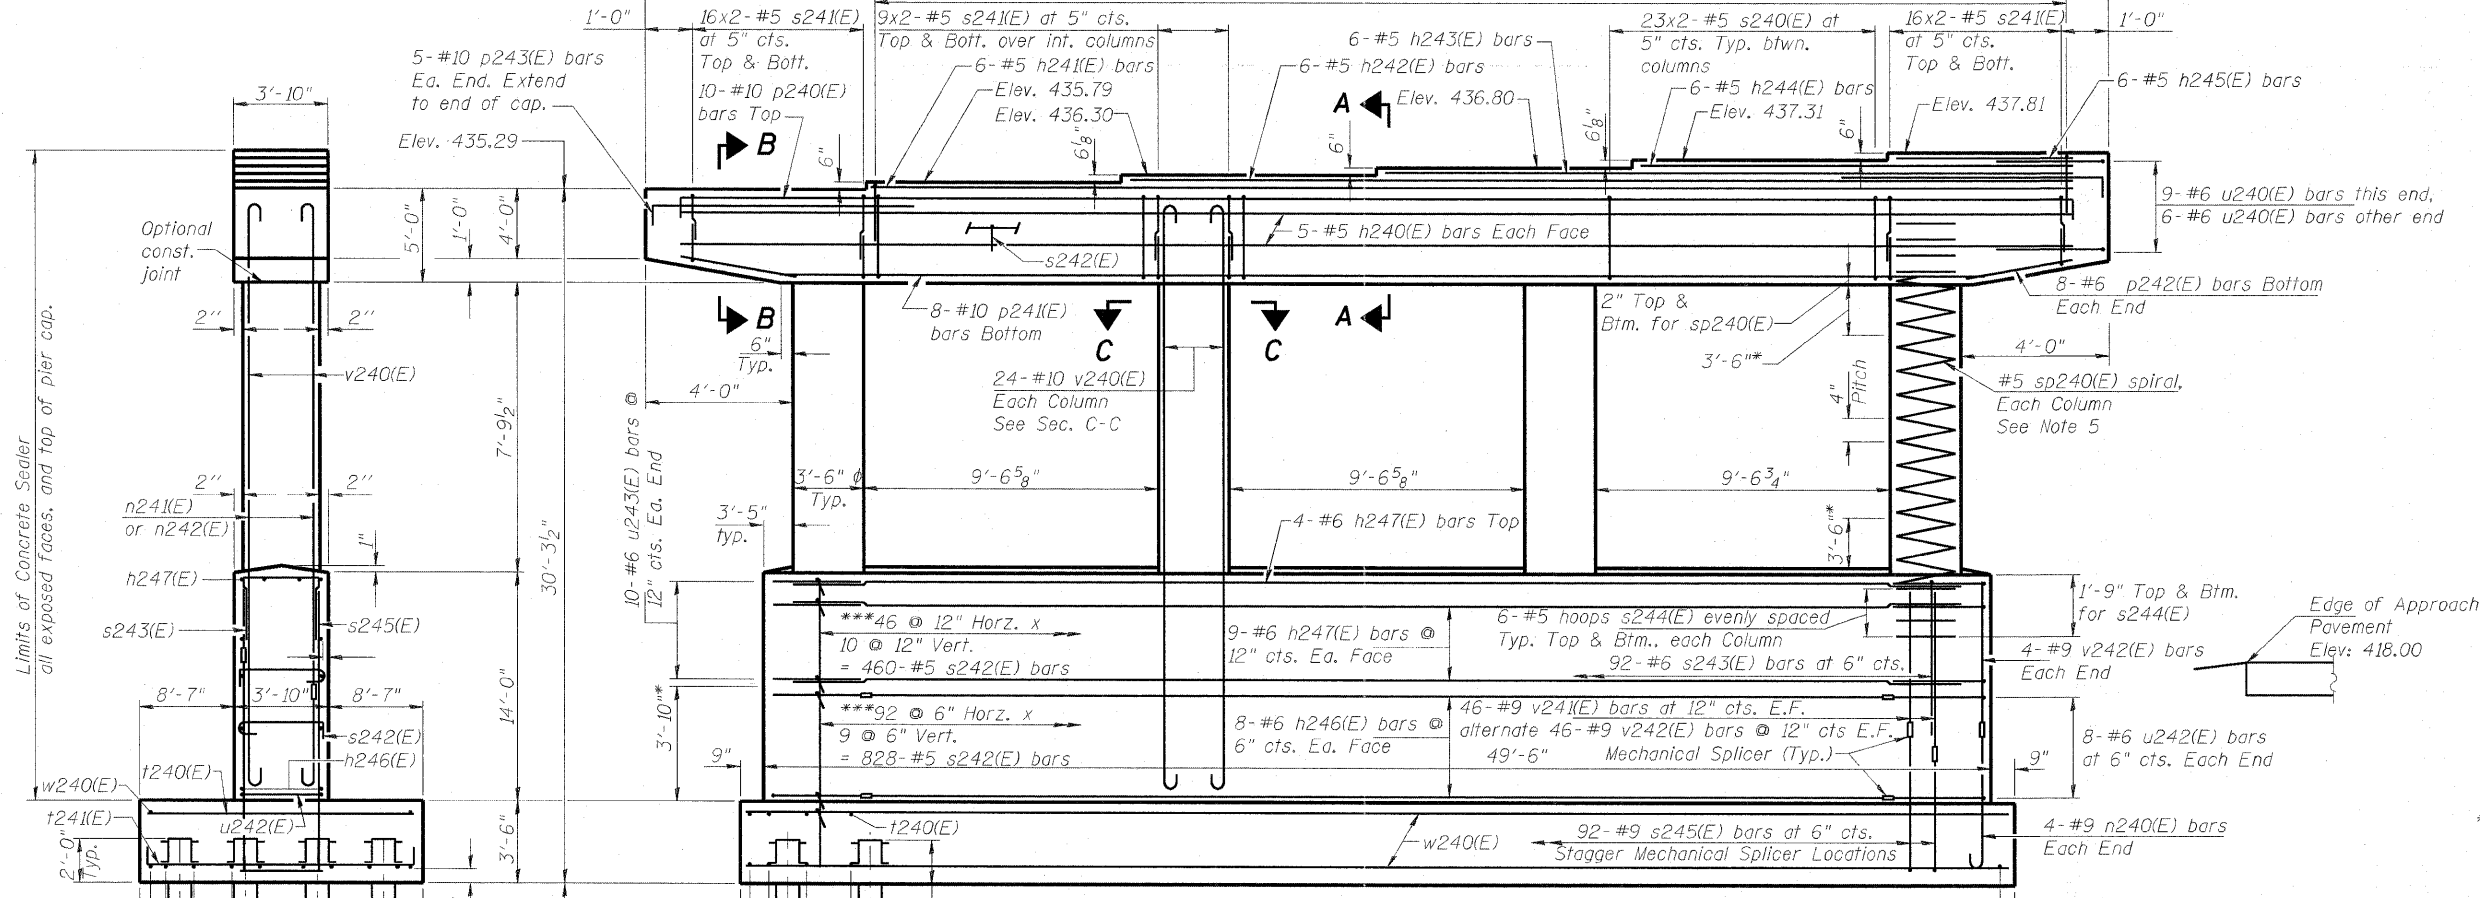 1'-0"
16x2-#5 s241(E)
at 5" cts.
Top & Bott.
9x2-#5 s241(E) at 5" cts.
Top & Bott. over int. columns
23x2-#5 s240(E) at
5" cts. Typ. btwn.
columns
16x2-#5 s241(E)
at 5" cts.
Top & Bott.
1'-0"
5-#10 p243(E) bars
Ea. End. Extend
to end of cap.
10-#10 p240(E)
bars Top
6-#5 h241(E) bars
Elev. 435.79
Elev. 436.30
6-#5 h243(E) bars
6-#5 h242(E) bars
A
Elev. 436.80
6-#5 h244(E) bars
Elev. 437.31
Elev. 437.81
6-#5 h245(E) bars
3'-10"
Elev. 435.29
B
6"
6⅛"
6"
6⅛"
6"
9-#6 u240(E) bars this end,
6-#6 u240(E) bars other end
Optional
const.
joint
5'-0"
1'-0"
4'-0"
5-#5 h240(E) bars Each Face
s242(E)
8-#6 p242(E) bars Bottom
Each End
2"
2"
B
8-#10 p241(E)
bars Bottom
C
C
A
2" Top &
Btm. for sp240(E)
3'-6"*
6"
Typ.
4'-0"
4'-0"
v240(E)
24-#10 v240(E)
Each Column
See Sec. C-C
4"
Pitch
#5 sp240(E) spiral,
Each Column
See Note 5
Limits of Concrete Sealer
all exposed faces, and top of pier cap.
7'-9½"
30'-3½"
10-#6 u243(E) bars @
12" cts. Ea. End
2"
2"
3'-6" ϕ
Typ.
9'-6⅝"
9'-6⅝"
9'-6¾"
n241(E)
or n242(E)
1"
3'-5"
typ.
4-#6 h247(E) bars Top
3'-6"*
h247(E)
s243(E)
s245(E)
***46 @ 12" Horz. x
10 @ 12" Vert.
= 460-#5 s242(E) bars
9-#6 h247(E) bars @
12" cts. Ea. Face
6-#5 hoops s244(E) evenly spaced
Typ. Top & Btm., each Column
92-#6 s243(E) bars at 6" cts.
1'-9" Top & Btm.
for s244(E)
4-#9 v242(E) bars
Each End
Edge of Approach
Pavement
Elev: 418.00
8'-7"
3'-10"
8'-7"
14'-0"
3'-10"*
***92 @ 6" Horz. x
9 @ 6" Vert.
= 828-#5 s242(E) bars
8-#6 h246(E) bars @
6" cts. Ea. Face
46-#9 v241(E) bars at 12" cts. E.F.
alternate 46-#9 v242(E) bars @ 12" cts E.F.
49'-6"
Mechanical Splicer (Typ.)
8-#6 u242(E) bars
at 6" cts. Each End
9"
9"
s242(E)
h246(E)
t240(E)
w240(E)
t241(E)
u242(E)
2'-0"
Typ.
3'-6"
t240(E)
w240(E)
92-#9 s245(E) bars at 6" cts.
Stagger Mechanical Splicer Locations
4-#9 n240(E) bars
Each End